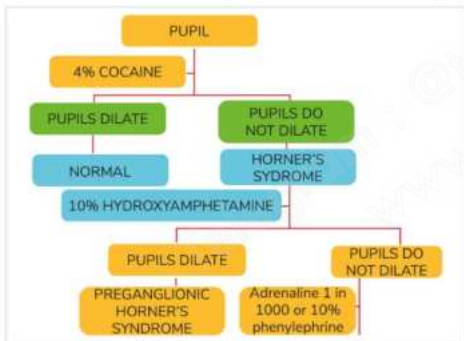 PUPIL
4% COCAINE
PUPILS DILATE
PUPILS DO
NOT DILATE
NORMAL
HORNER'S
SYDROME
10% HYDROXYAMPHETAMINE
PUPILS DILATE
PUPILS DO
NOT DILATE
PREGANGLIONIC
HORNER'S
SYNDROME
Adrenaline 1 in
1000 or 10%
phenylephrine